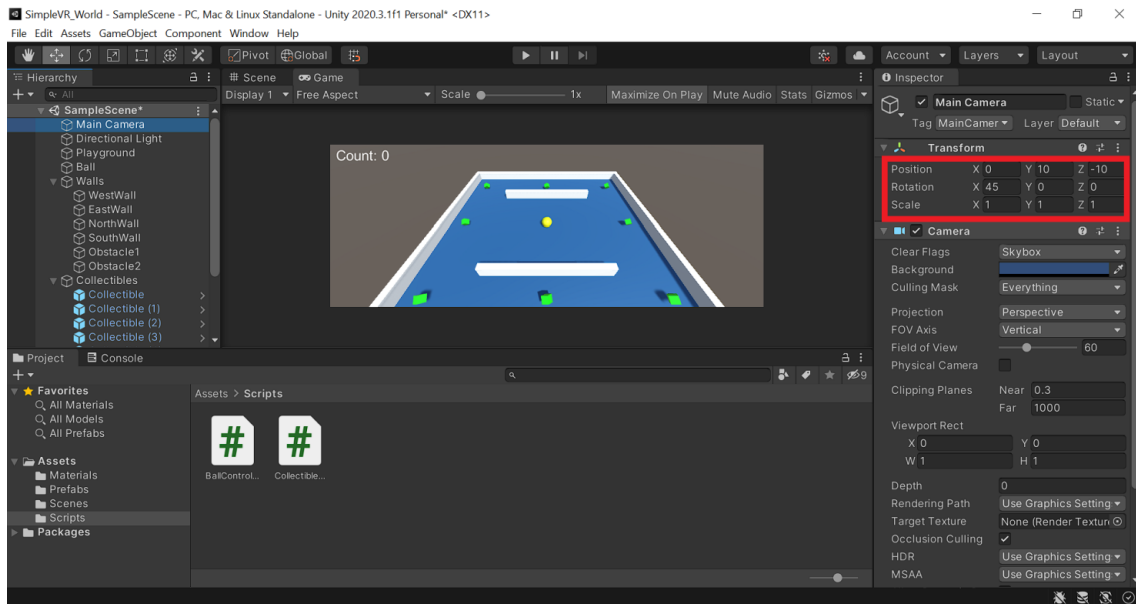 SimpleVR_World - SampleScene - PC, Mac & Linux Standalone - Unity 2020.3.1f1 Personal* <DX11>
File Edit Assets GameObject Component Window Help
Pivot Global
Account Layers Layout
Hierarchy
All
SampleScene*
Main Camera
Directional Light
Playground
Ball
Walls
WestWall
EastWall
NorthWall
SouthWall
Obstacle1
Obstacle2
Collectibles
Collectible
Collectible (1)
Collectible (2)
Collectible (3)
Scene Game
Display 1 Free Aspect Scale 1x Maximize On Play Mute Audio Stats Gizmos
Count: 0
Inspector
Main Camera Static
Tag MainCamer Layer Default
Transform
Position X 0 Y 10 Z -10
Rotation X 45 Y 0 Z 0
Scale X 1 Y 1 Z 1
Camera
Clear Flags Skybox
Background
Culling Mask Everything
Projection Perspective
FOV Axis Vertical
Field of View 60
Physical Camera
Clipping Planes Near 0.3
Far 1000
Viewport Rect
X 0 Y 0
W 1 H 1
Depth 0
Rendering Path Use Graphics Setting
Target Texture None (Render Texture
Occlusion Culling
HDR Use Graphics Setting
MSAA Use Graphics Setting
Project Console
9
Favorites
All Materials
All Models
All Prefabs
Assets
Materials
Prefabs
Scenes
Scripts
Packages
Assets > Scripts
# #
BallControl... Collectible...